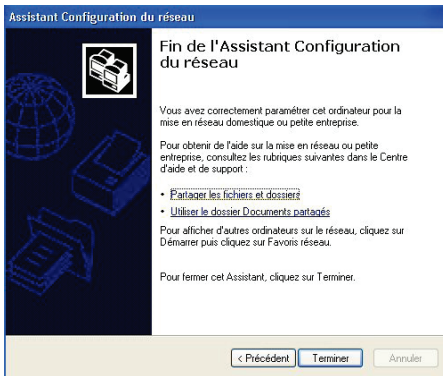 Assistant Configuration du réseau
Fin de l'Assistant Configuration
du réseau
Vous avez correctement paramétrer cet ordinateur pour la
mise en réseau domestique ou petite entreprise.
Pour obtenir de l'aide sur la mise en réseau ou petite
entreprise, consultez les rubriques suivantes dans le Centre
d'aide et de support :
• Partager les fichiers et dossiers
• Utiliser le dossier Documents partagés
Pour afficher d'autres ordinateurs sur le réseau, cliquez sur
Démarrer puis cliquez sur Favoris réseau.
Pour fermer cet Assistant, cliquez sur Terminer.
< Précédent
Terminer
Annuler